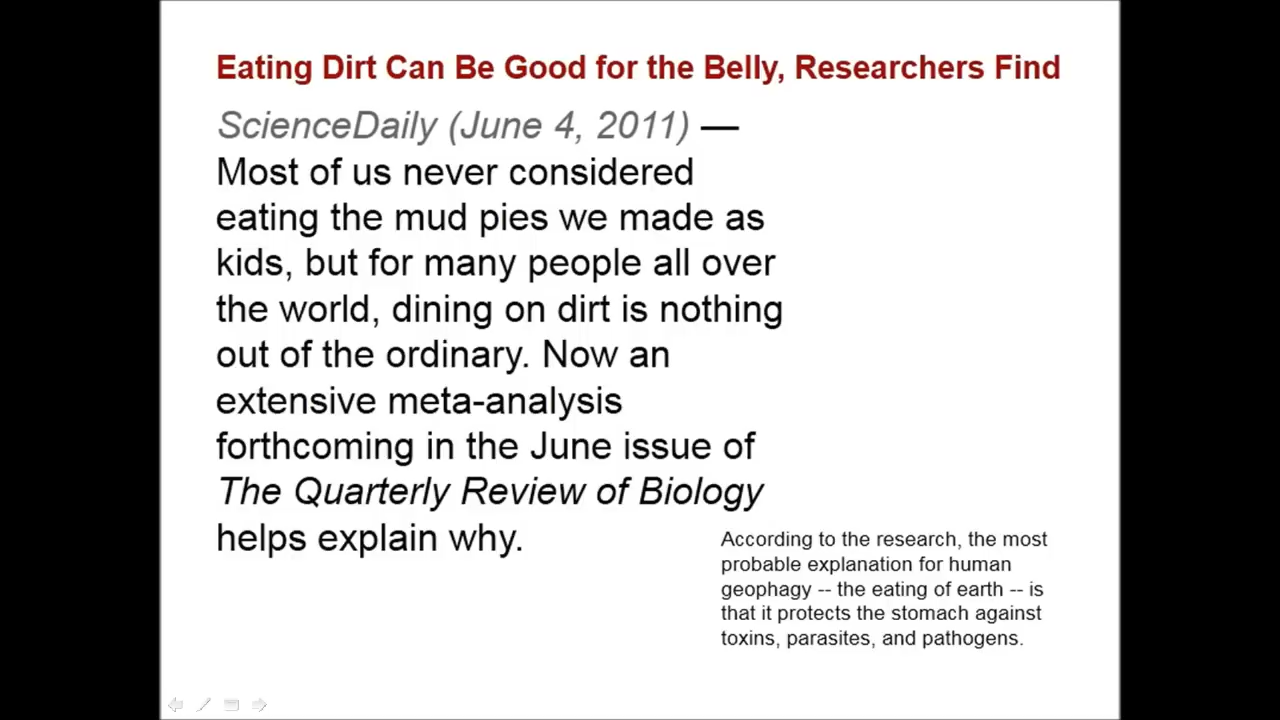 Eating Dirt Can Be Good for the Belly, Researchers Find
ScienceDaily (June 4, 2011) —
Most of us never considered
eating the mud pies we made as
kids, but for many people all over
the world, dining on dirt is nothing
out of the ordinary. Now an
extensive meta-analysis
forthcoming in the June issue of
The Quarterly Review of Biology
helps explain why.
According to the research, the most
probable explanation for human
geophagy -- the eating of earth -- is
that it protects the stomach against
toxins, parasites, and pathogens.